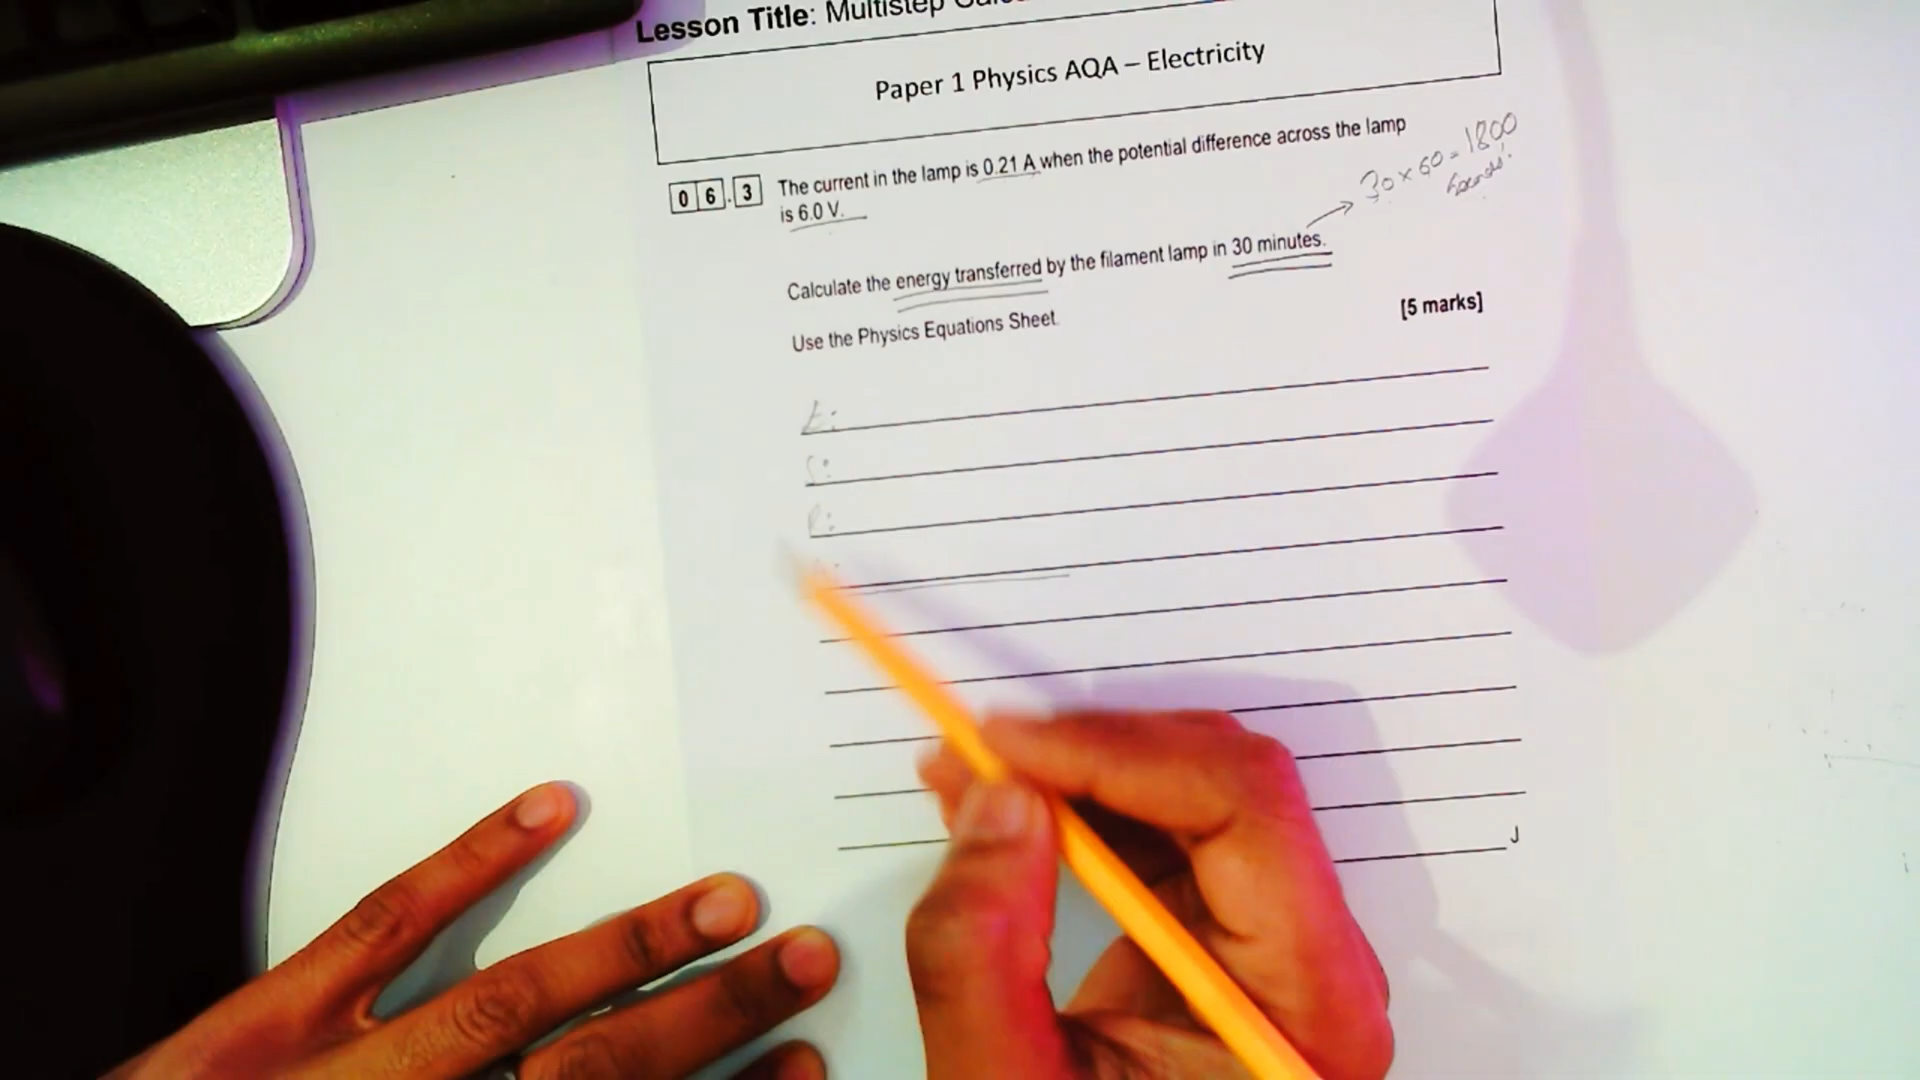 Lesson Title: Multistep
Paper 1 Physics AQA – Electricity
0 6 . 3 The current in the lamp is 0.21 A when the potential difference across the lamp
is 6.0 V.
30 × 60 = 1800
Seconds!
Calculate the energy transferred by the filament lamp in 30 minutes.
[5 marks]
Use the Physics Equations Sheet.
E:
S:
R:
J